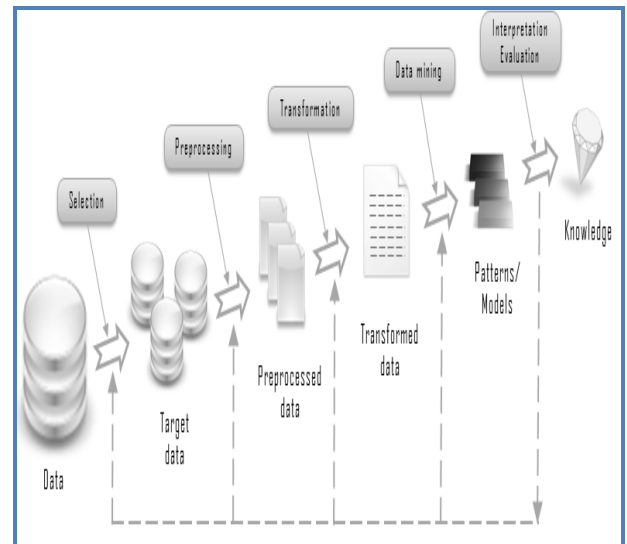 Interpretation
Evaluation
Data mining
Transformation
Preprocessing
Selection
Knowledge
Patterns/
Models
Transformed
data
Preprocessed
data
Target
data
Data